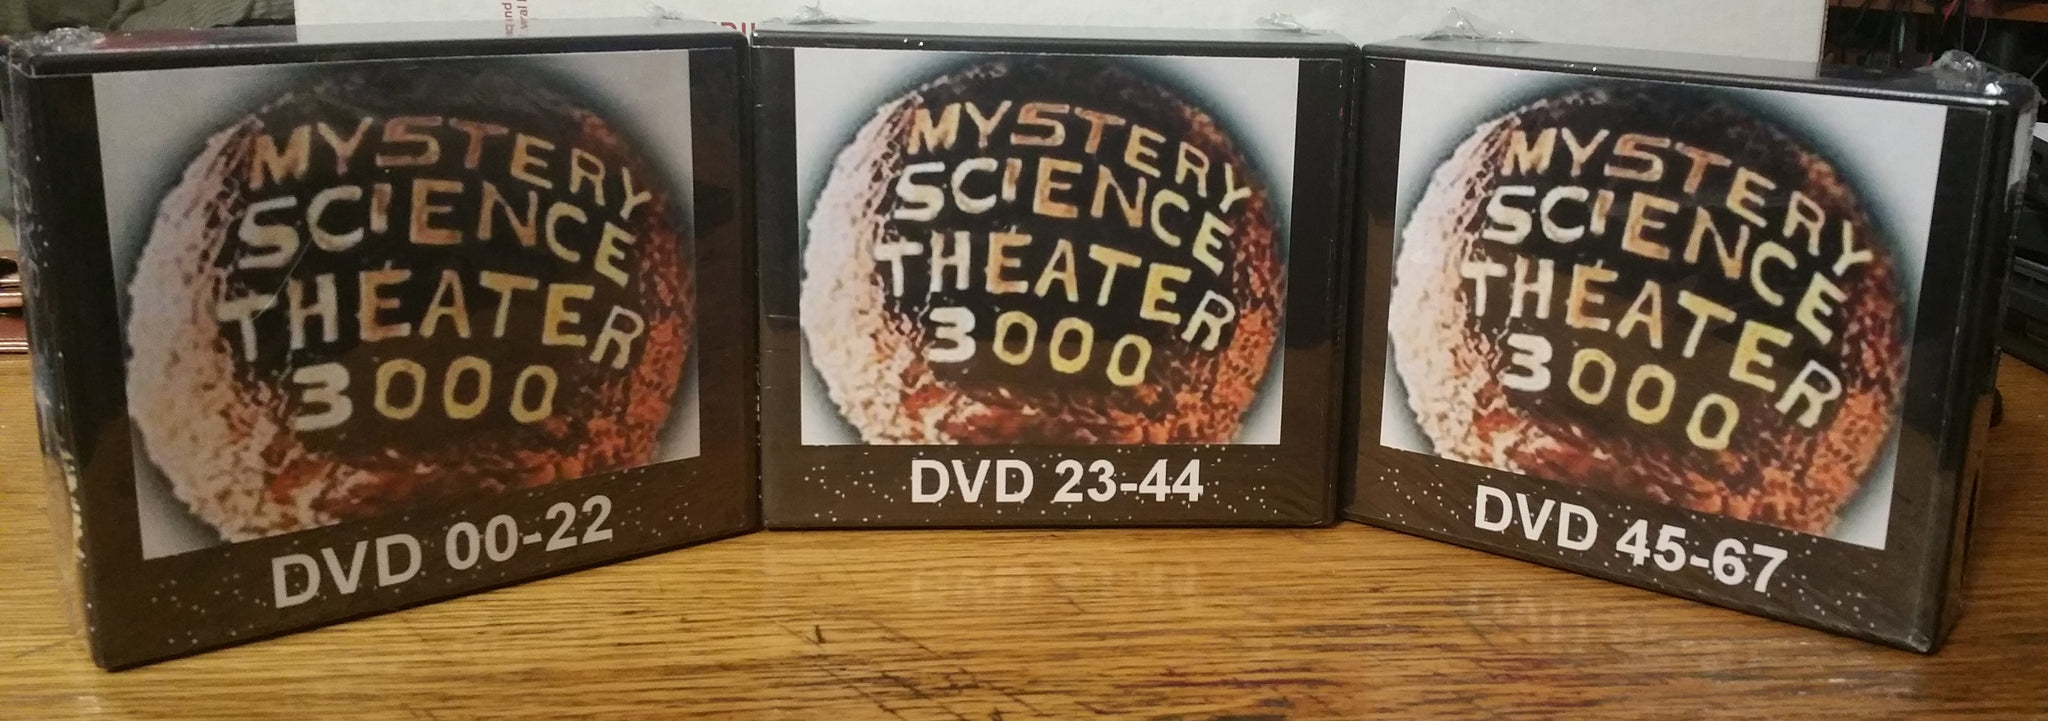 MYSTERY
SCIENCE
THEATER
3000
DVD 00-22
MYSTERY
SCIENCE
THEATER
3000
DVD 23-44
MYSTERY
SCIENCE
THEATER
3000
DVD 45-67